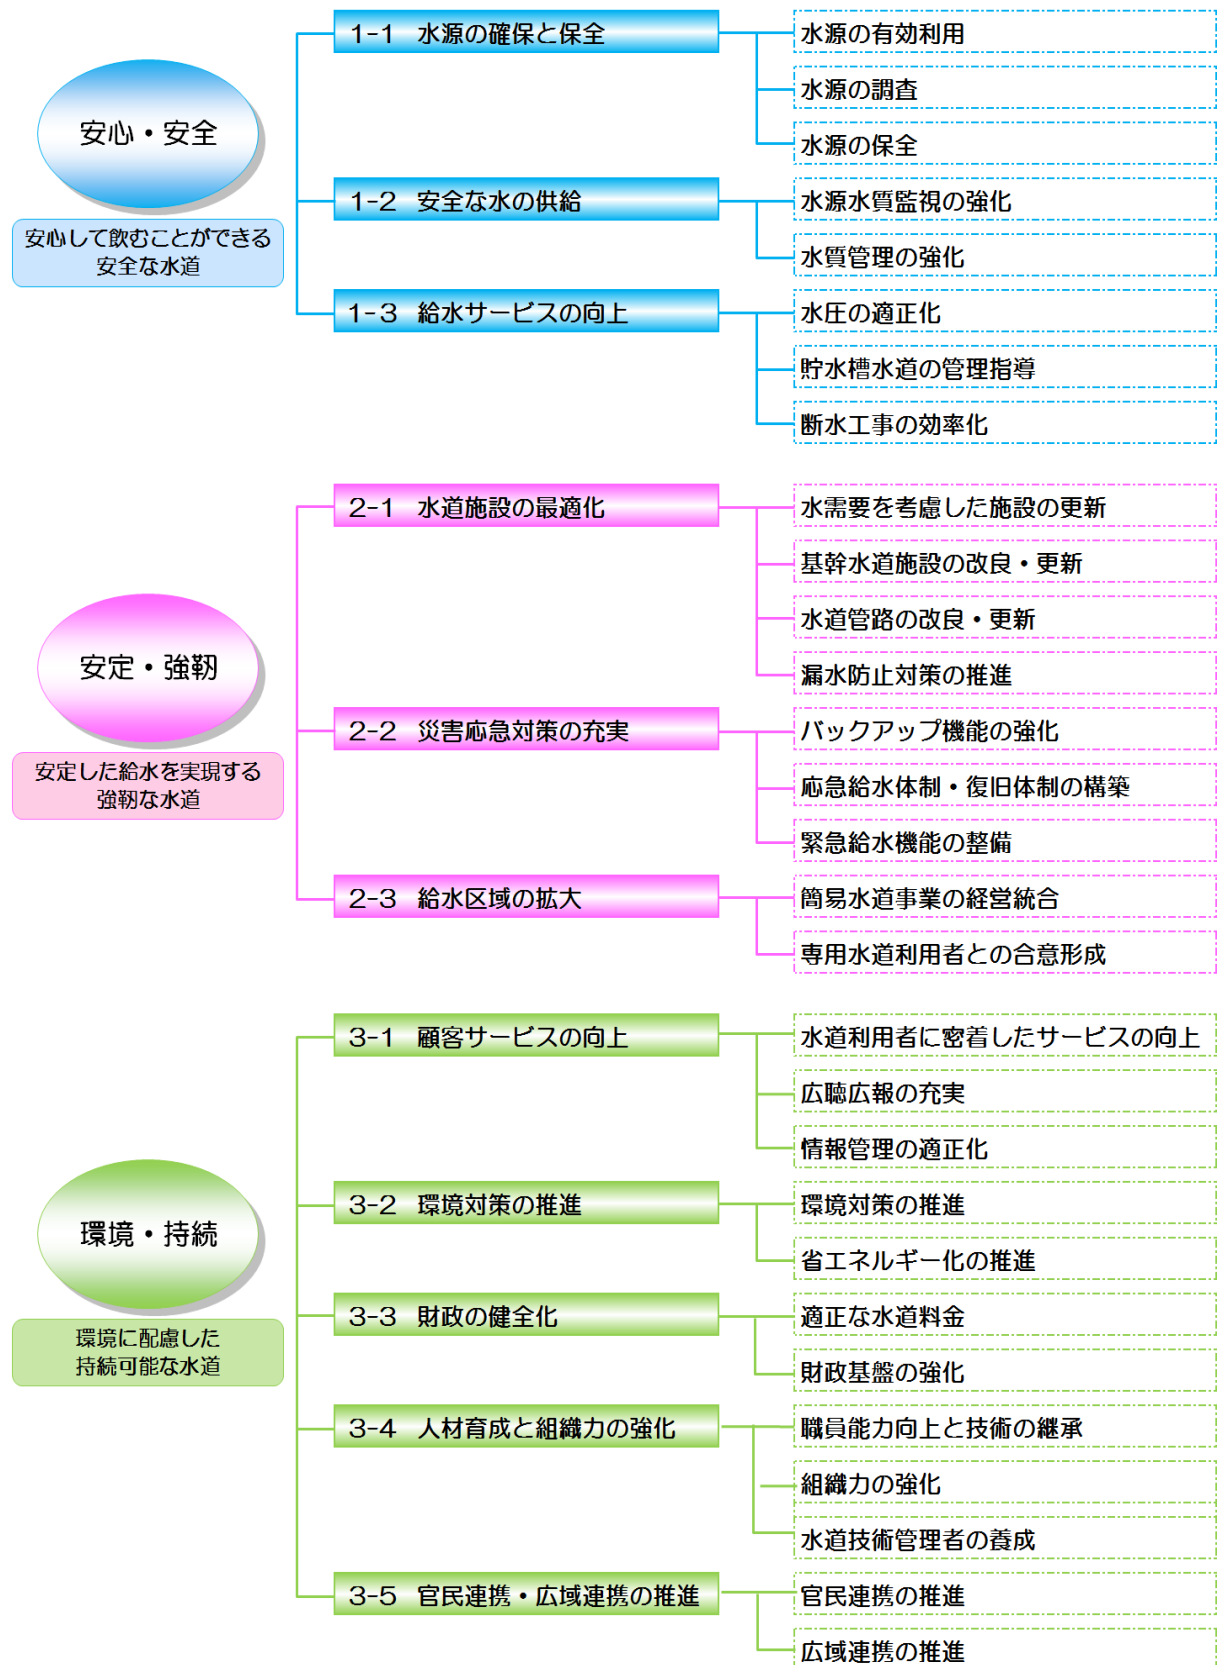 安心・安全
安心して飲むことができる
安全な水道
1-1 水源の確保と保全
水源の有効利用
水源の調査
水源の保全
1-2 安全な水の供給
水源水質監視の強化
水質管理の強化
1-3 給水サービスの向上
水圧の適正化
貯水槽水道の管理指導
断水工事の効率化
安定・強靭
安定した給水を実現する
強靭な水道
2-1 水道施設の最適化
水需要を考慮した施設の更新
基幹水道施設の改良・更新
水道管路の改良・更新
漏水防止対策の推進
2-2 災害応急対策の充実
バックアップ機能の強化
応急給水体制・復旧体制の構築
緊急給水機能の整備
2-3 給水区域の拡大
簡易水道事業の経営統合
専用水道利用者との合意形成
環境・持続
環境に配慮した
持続可能な水道
3-1 顧客サービスの向上
水道利用者に密着したサービスの向上
広聴広報の充実
情報管理の適正化
3-2 環境対策の推進
環境対策の推進
省エネルギー化の推進
3-3 財政の健全化
適正な水道料金
財政基盤の強化
3-4 人材育成と組織力の強化
職員能力向上と技術の継承
組織力の強化
水道技術管理者の養成
3-5 官民連携・広域連携の推進
官民連携の推進
広域連携の推進